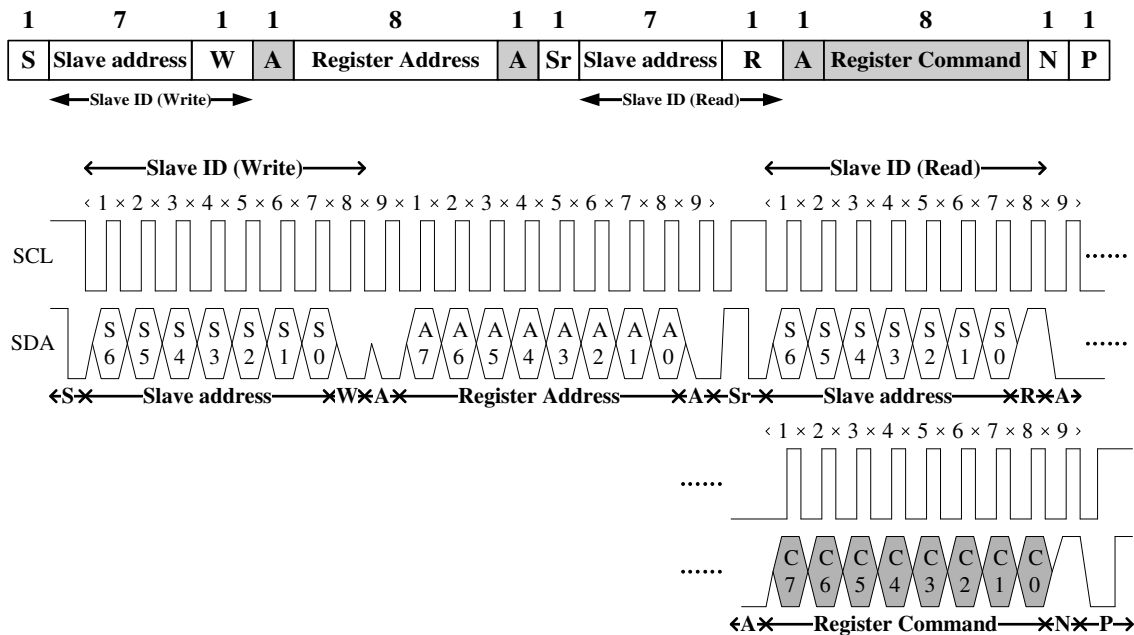 1 7 1 1 8 1 1 7 1 1 8 1 1
S Slave address W A Register Address A Sr Slave address R A Register Command N P
Slave ID (Write) Slave ID (Read)
Slave ID (Write) Slave ID (Read)
1 2 3 4 5 6 7 8 9 1 2 3 4 5 6 7 8 9 1 2 3 4 5 6 7 8 9
SCL ......
SDA S6 S5 S4 S3 S2 S1 S0 A7 A6 A5 A4 A3 A2 A1 A0 S6 S5 S4 S3 S2 S1 S0 ......
S Slave address W A Register Address A Sr Slave address R A
1 2 3 4 5 6 7 8 9
......
...... C7 C6 C5 C4 C3 C2 C1 C0
A Register Command N P